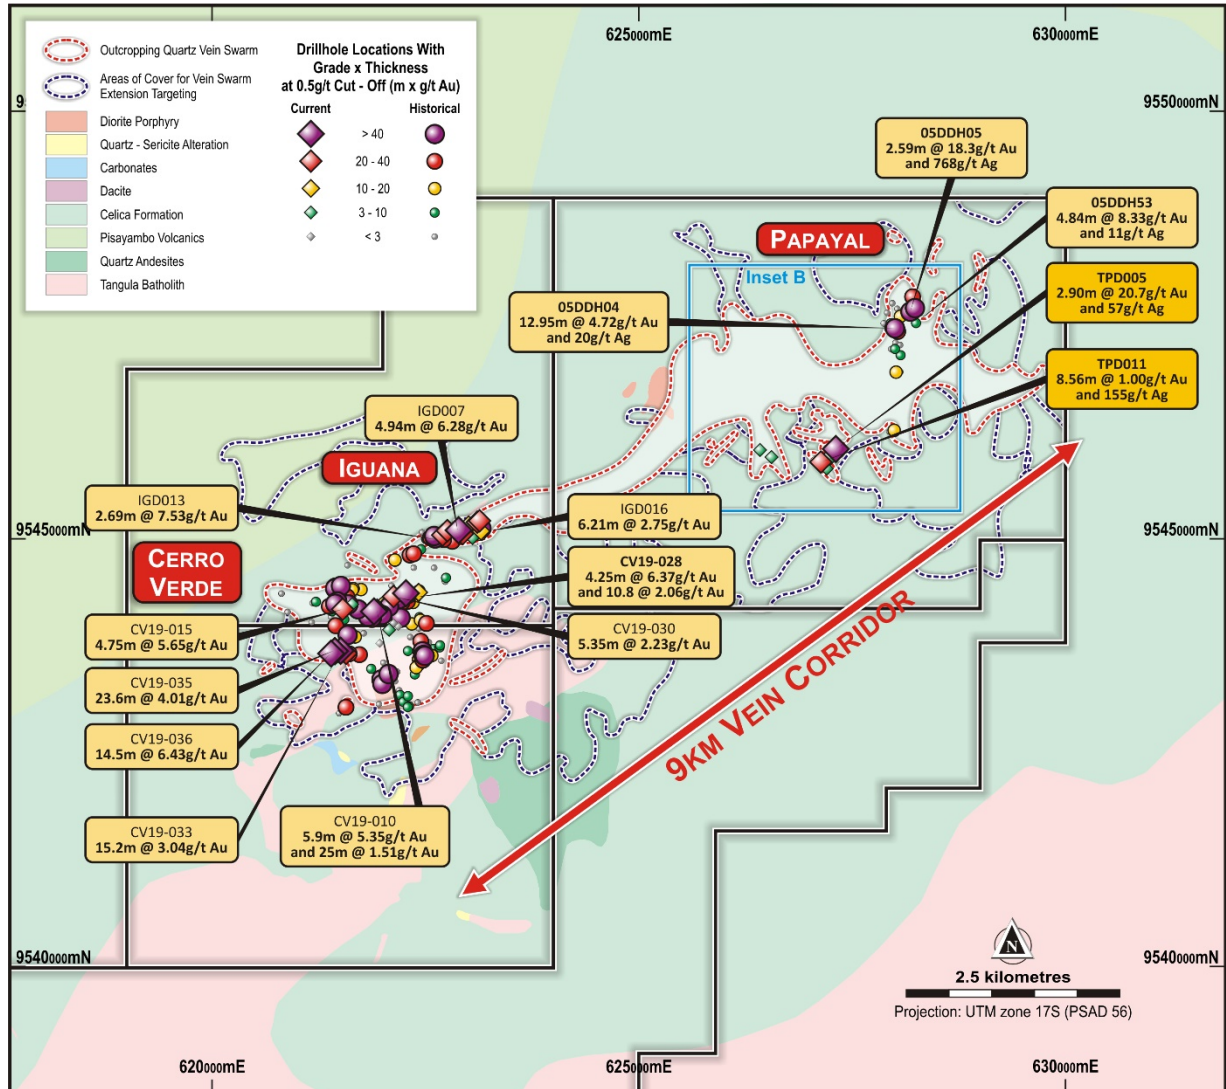 625000mE
630000mE
Outcropping Quartz Vein Swarm
Areas of Cover for Vein Swarm
Extension Targeting
Diorite Porphyry
Quartz - Sericite Alteration
Carbonates
Dacite
Celica Formation
Pisayambo Volcanics
Quartz Andesites
Tangula Batholith
Drillhole Locations With
Grade x Thickness
at 0.5g/t Cut - Off (m x g/t Au)
Current
Historical
> 40
20 - 40
10 - 20
3 - 10
< 3
9550000mN
05DDH05
2.59m @ 18.3g/t Au
and 768g/t Ag
05DDH53
4.84m @ 8.33g/t Au
and 11g/t Ag
PAPAYAL
Inset B
TPD005
2.90m @ 20.7g/t Au
and 57g/t Ag
05DDH04
12.95m @ 4.72g/t Au
and 20g/t Ag
TPD011
8.56m @ 1.00g/t Au
and 155g/t Ag
IGD007
4.94m @ 6.28g/t Au
IGUANA
IGD013
2.69m @ 7.53g/t Au
IGD016
6.21m @ 2.75g/t Au
9545000mN
9545000mN
CERRO
VERDE
CV19-028
4.25m @ 6.37g/t Au
and 10.8 @ 2.06g/t Au
CV19-015
4.75m @ 5.65g/t Au
CV19-030
5.35m @ 2.23g/t Au
CV19-035
23.6m @ 4.01g/t Au
CV19-036
14.5m @ 6.43g/t Au
9KM VEIN CORRIDOR
CV19-033
15.2m @ 3.04g/t Au
CV19-010
5.9m @ 5.35g/t Au
and 25m @ 1.51g/t Au
9540000mN
9540000mN
N
2.5 kilometres
Projection: UTM zone 17S (PSAD 56)
620000mE
625000mE
630000mE